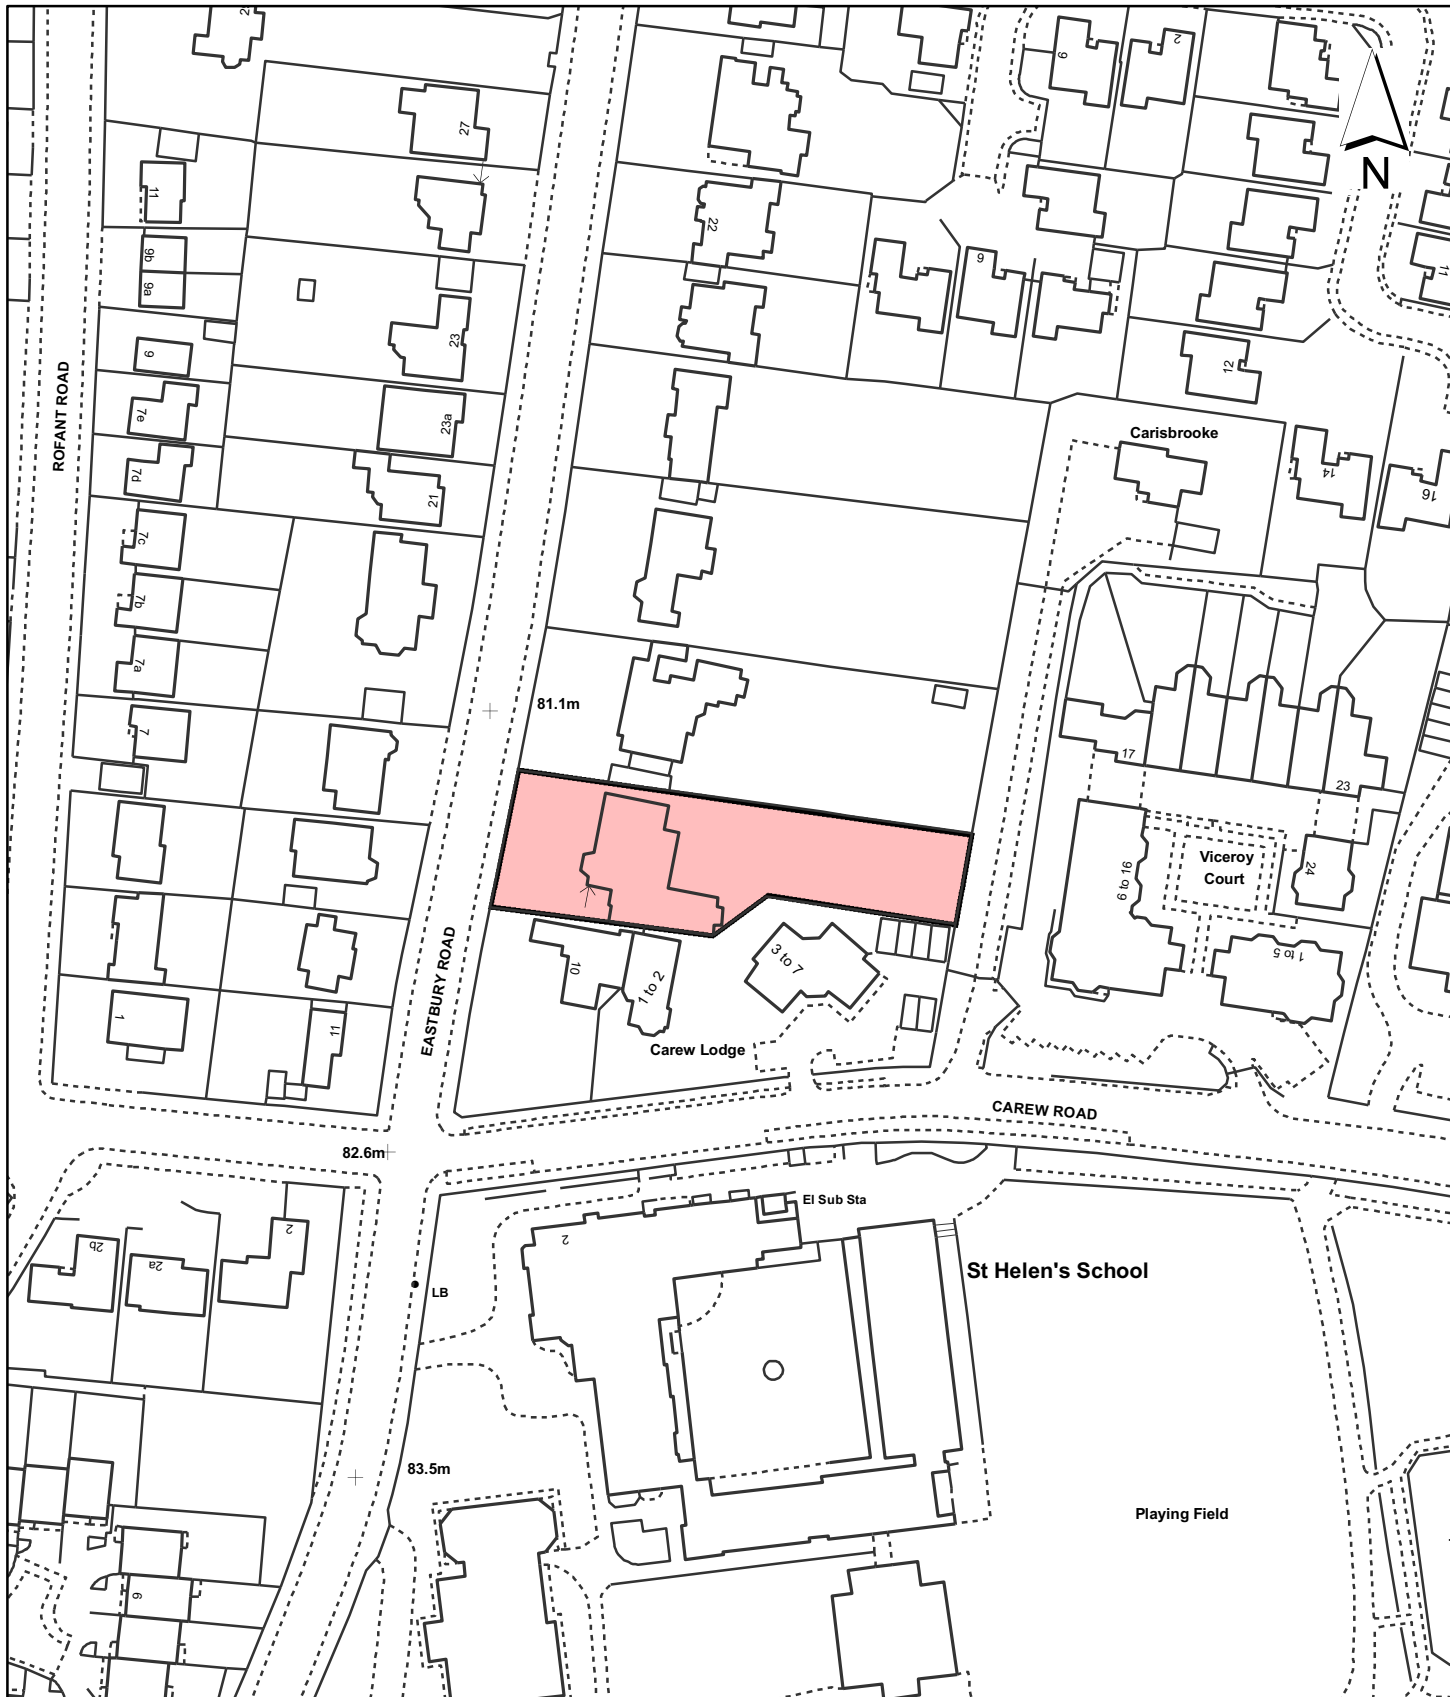 9
2
N
27
11
22
9b
9a
6
11
23
9
12
ROFANT ROAD
7e
23a
Carisbrooke
7d
14
21
16
7c
7b
7a
81.1m
7
17
23
Viceroy
Court
6 to 16
24
EASTBURY ROAD
10
1 to 2
3 to 7
1 to 5
1
11
Carew Lodge
CAREW ROAD
82.6m
El Sub Sta
2
2b
2a
2
St Helen's School
LB
83.5m
Playing Field